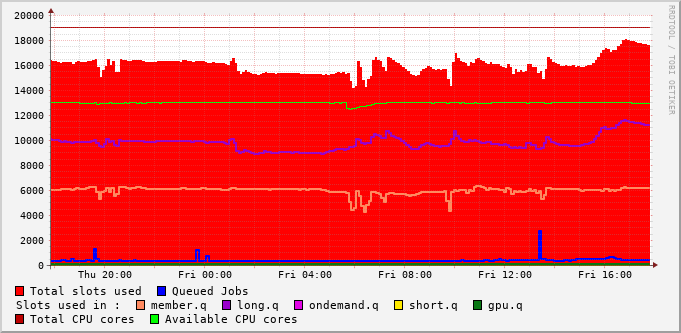 20000
18000
16000
14000
12000
10000
8000
6000
4000
2000
0
Thu 20:00 Fri 00:00 Fri 04:00 Fri 08:00 Fri 12:00 Fri 16:00
Total slots used Queued Jobs
Slots used in : member.q long.q ondemand.q short.q gpu.q
Total CPU cores Available CPU cores
RRDTOOL / TOBI OETIKER